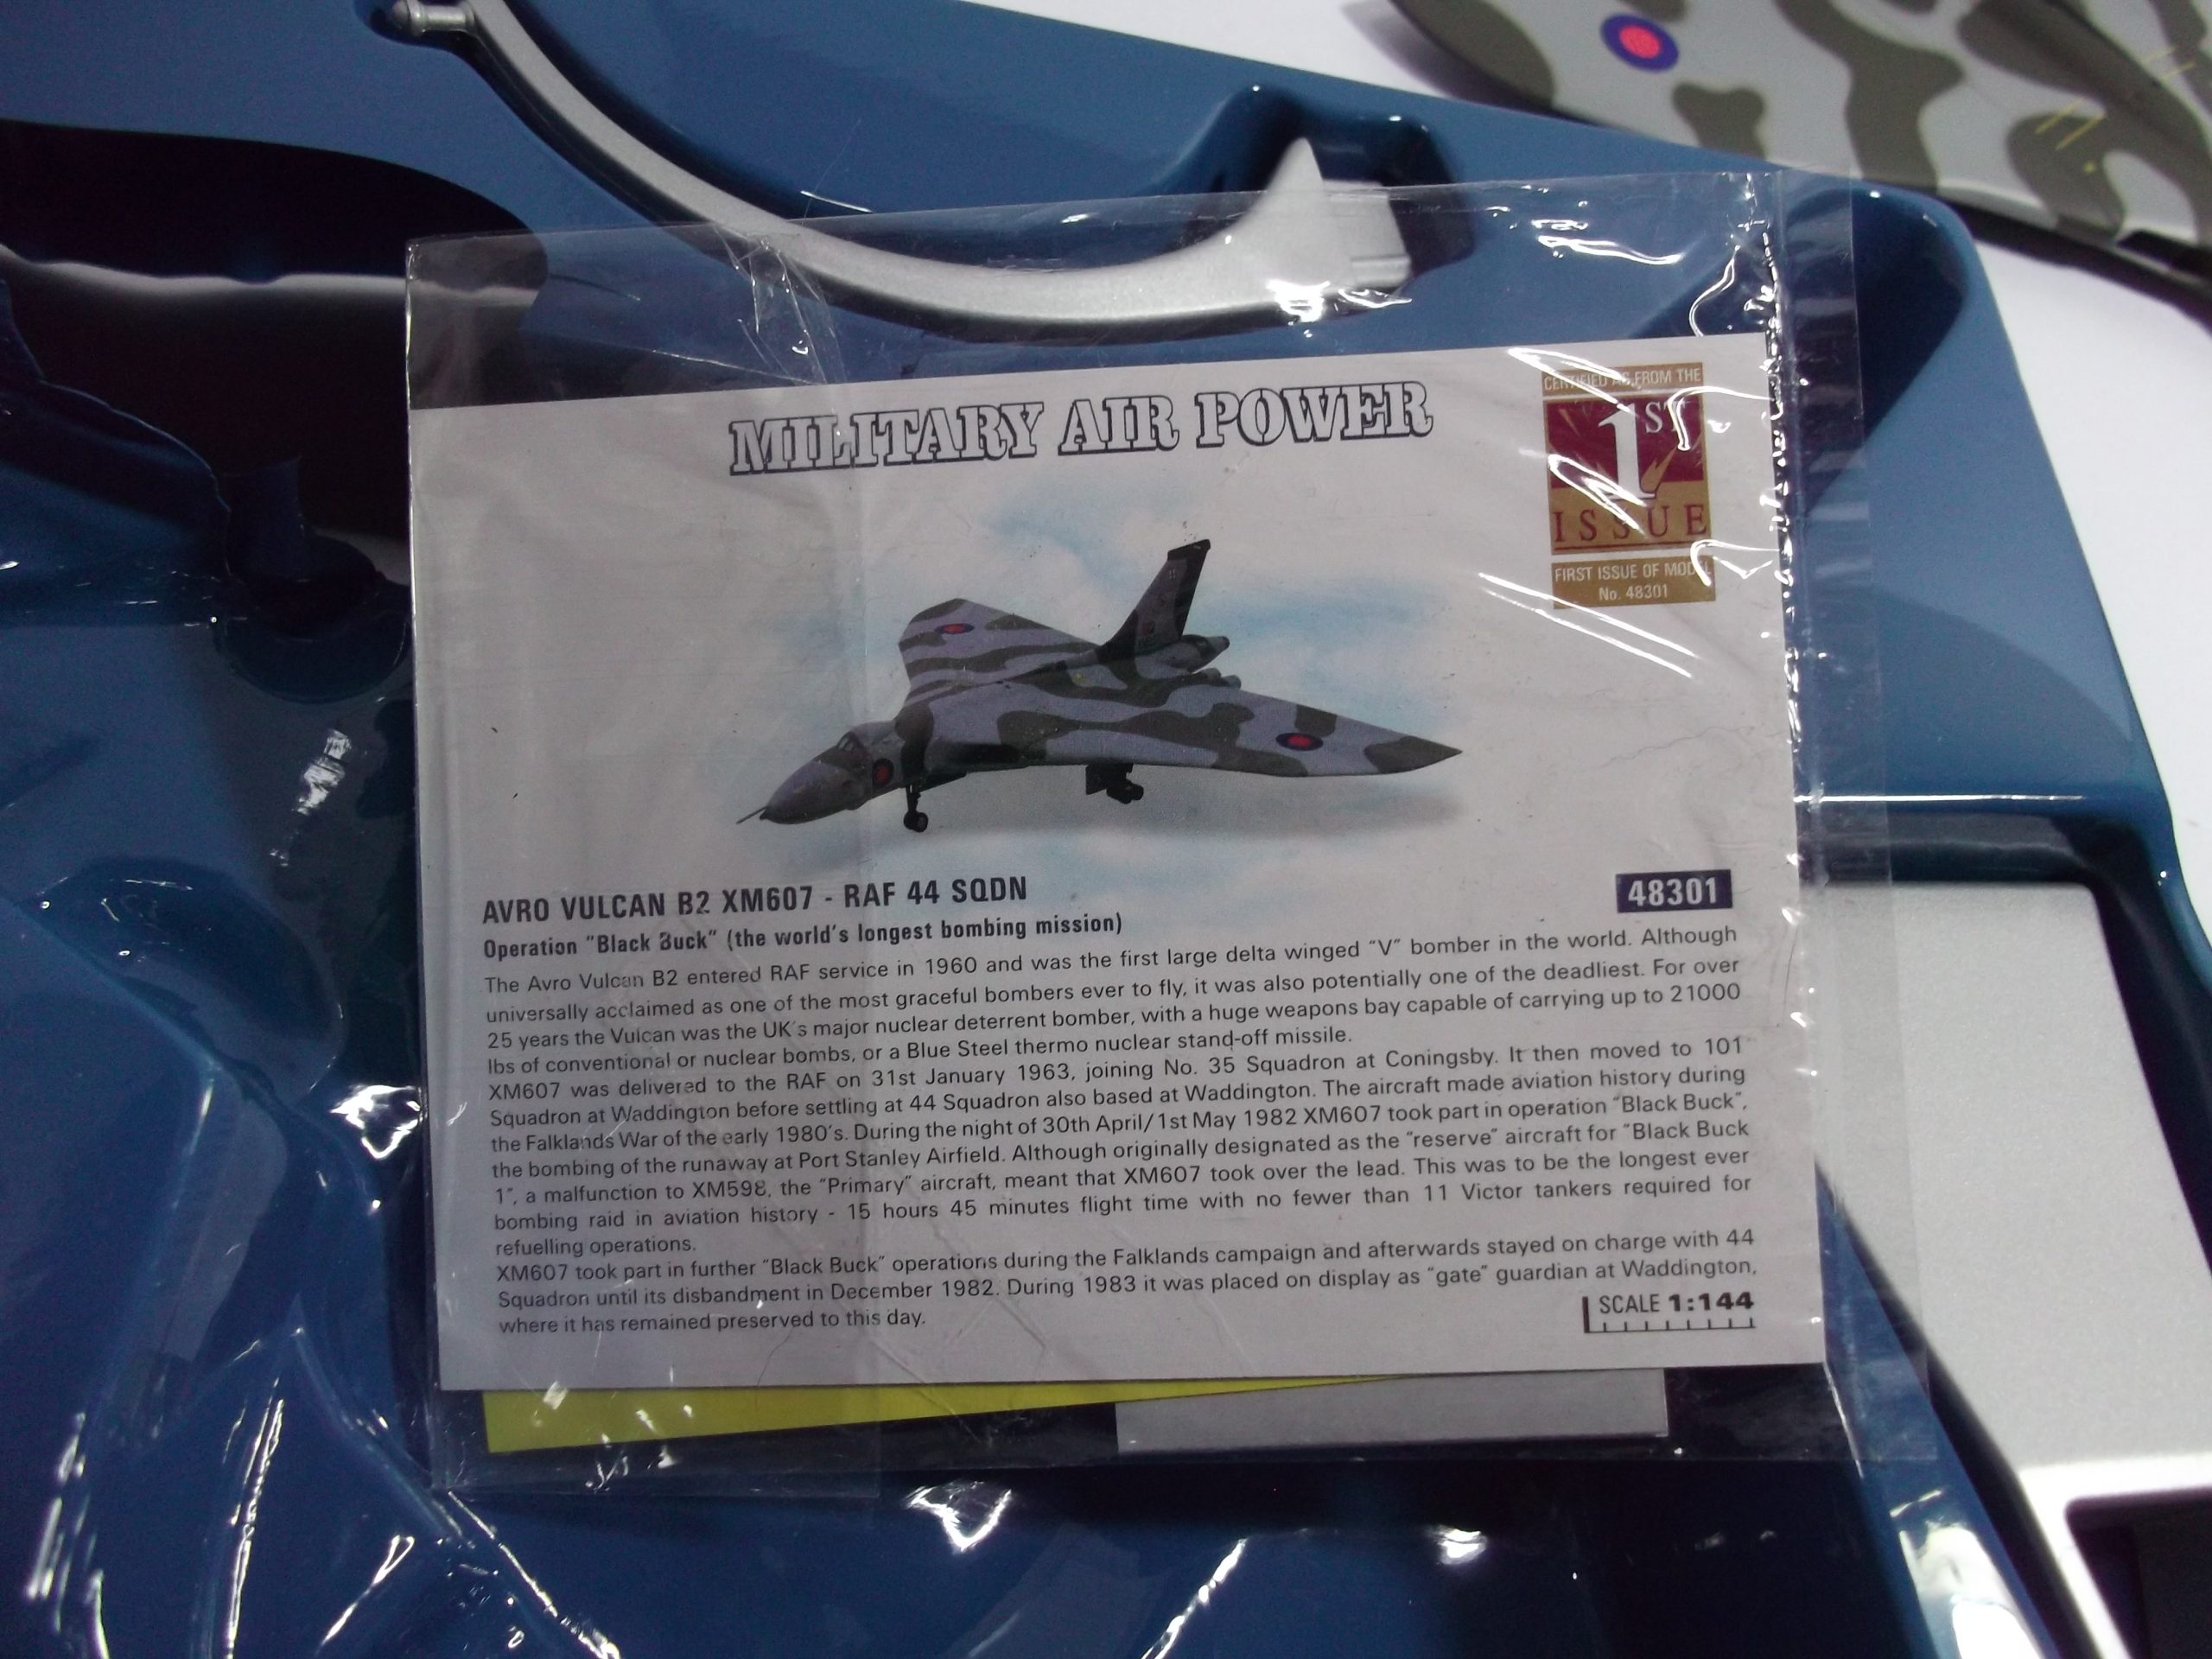 MILITARY AIR POWER
CERTIFIED AS FROM THE
1ST
ISSUE
FIRST ISSUE OF MODEL
No. 48301
AVRO VULCAN B2 XM607 - RAF 44 SQDN
48301
Operation "Black Buck" (the world's longest bombing mission)
The Avro Vulcan B2 entered RAF service in 1960 and was the first large delta winged "V" bomber in the world. Although
universally acclaimed as one of the most graceful bombers ever to fly, it was also potentially one of the deadliest. For over
25 years the Vulcan was the UK's major nuclear deterrent bomber, with a huge weapons bay capable of carrying up to 21000
lbs of conventional or nuclear bombs, or a Blue Steel thermo nuclear stand-off missile.
XM607 was delivered to the RAF on 31st January 1963, joining No. 35 Squadron at Coningsby. It then moved to 101
Squadron at Waddington before settling at 44 Squadron also based at Waddington. The aircraft made aviation history during
the Falklands War of the early 1980's. During the night of 30th April/1st May 1982 XM607 took part in operation "Black Buck",
the bombing of the runaway at Port Stanley Airfield. Although originally designated as the "reserve" aircraft for "Black Buck
1", a malfunction to XM598, the "Primary" aircraft, meant that XM607 took over the lead. This was to be the longest ever
bombing raid in aviation history - 15 hours 45 minutes flight time with no fewer than 11 Victor tankers required for
refuelling operations.
XM607 took part in further "Black Buck" operations during the Falklands campaign and afterwards stayed on charge with 44
Squadron until its disbandment in December 1982. During 1983 it was placed on display as "gate" guardian at Waddington,
where it has remained preserved to this day.
SCALE 1:144